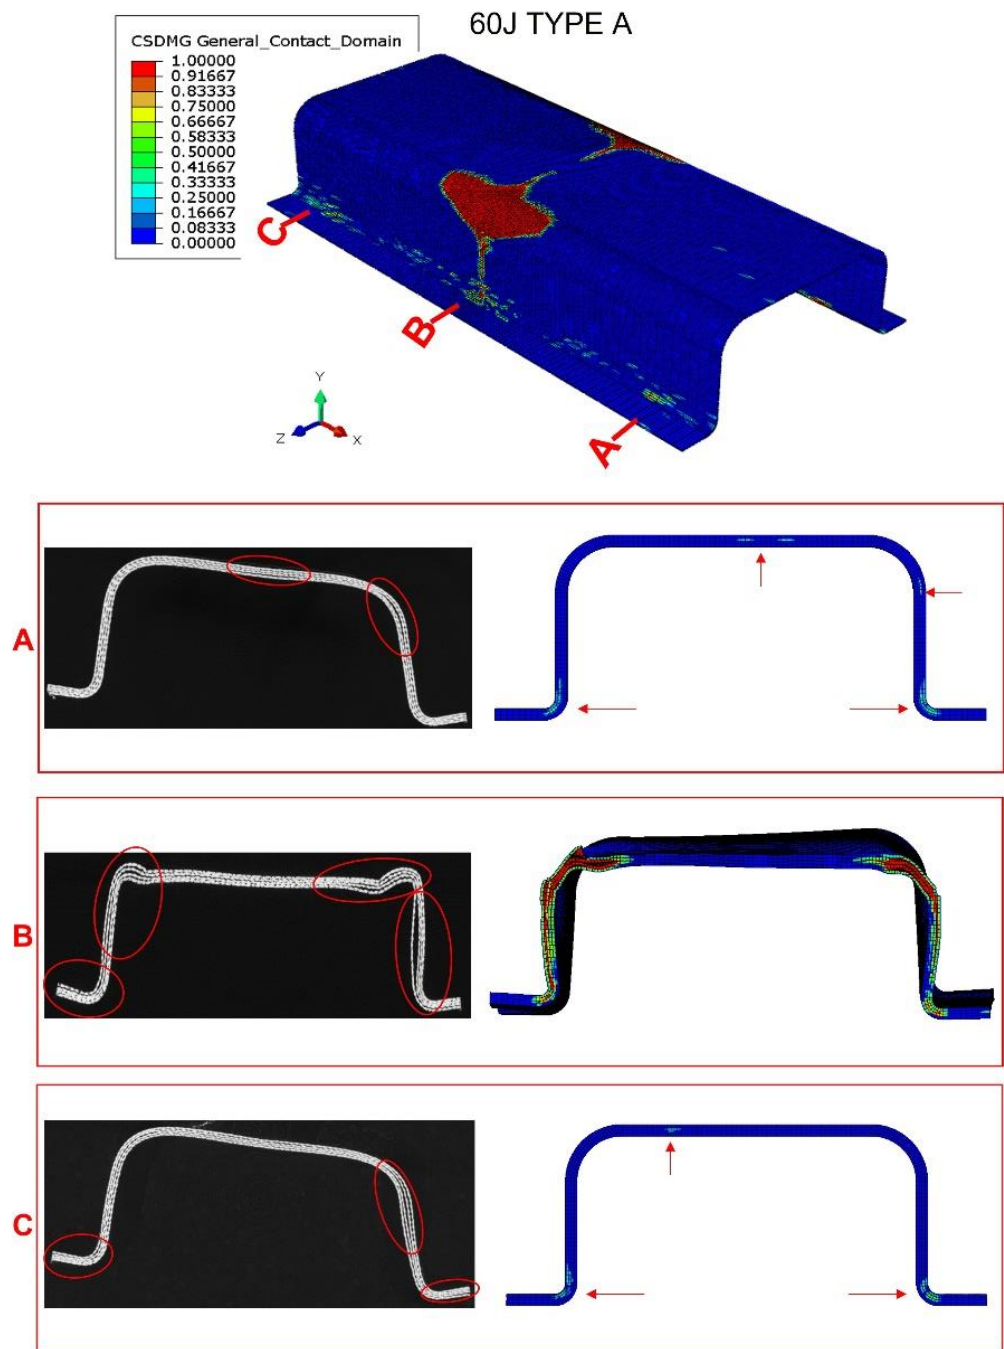 60J TYPE A
CSDMG General_Contact_Domain
1.00000
0.91667
0.83333
0.75000
0.66667
0.58333
0.50000
0.41667
0.33333
0.25000
0.16667
0.08333
0.00000
C
B
A
Y
Z
X
A
B
C